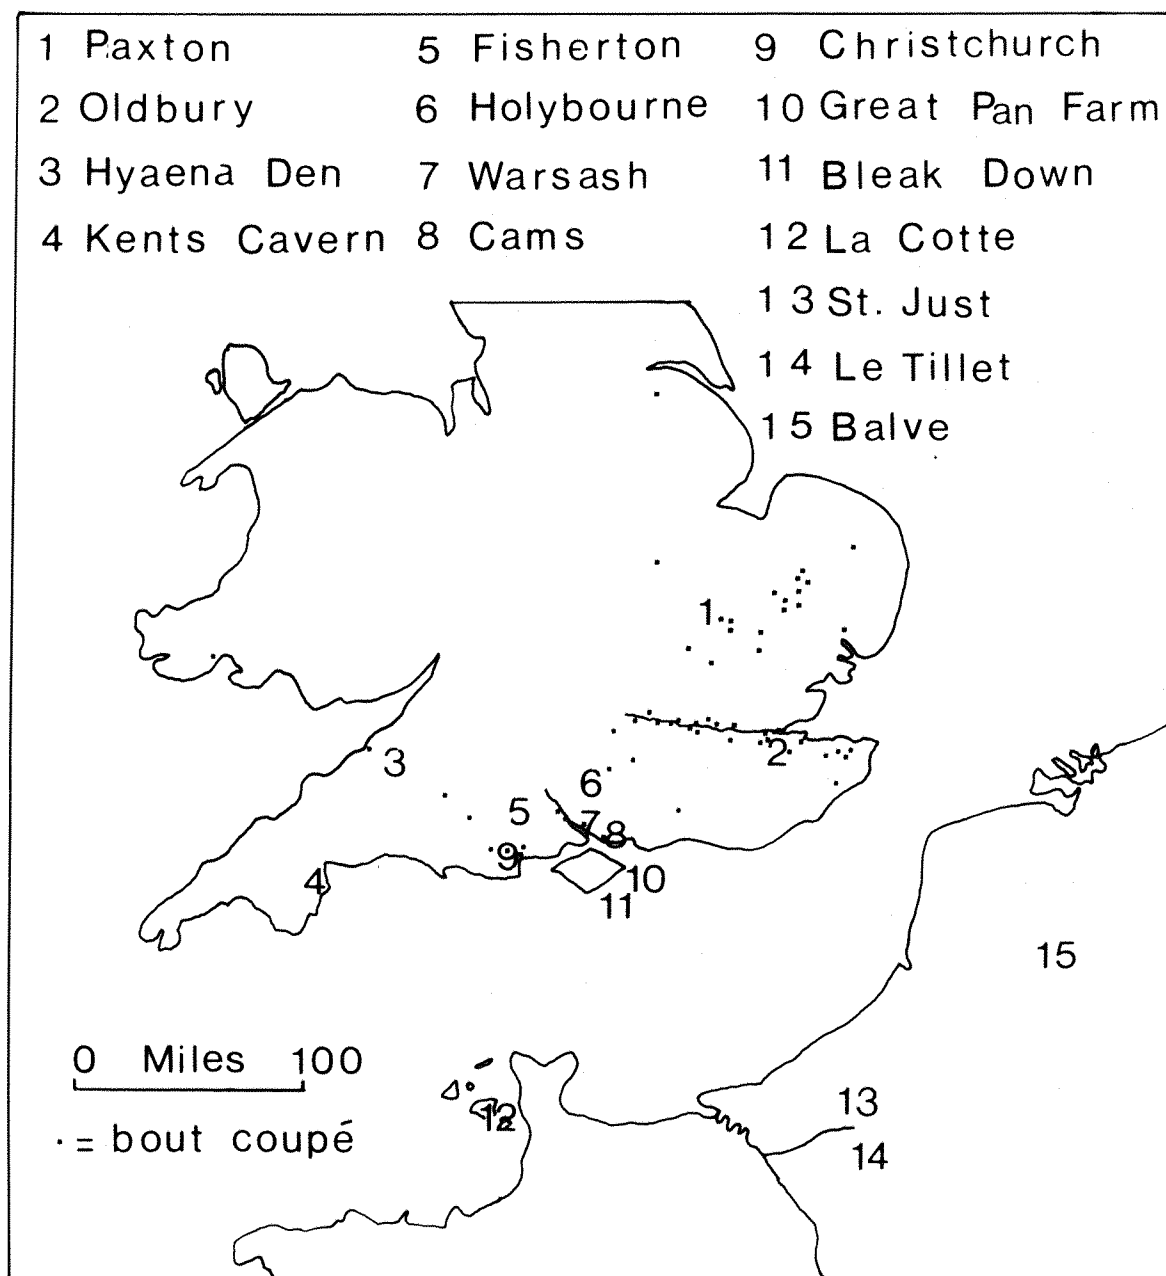 1 Paxton
2 Oldbury
3 Hyaena Den
4 Kents Cavern
5 Fisherton
6 Holybourne
7 Warsash
8 Cams
9 Christchurch
10 Great Pan Farm
11 Bleak Down
12 La Cotte
13 St. Just
14 Le Tillet
15 Balve
1
2
3
6
5
7
8
9
4
10
11
15
0 Miles 100
12
13
14
· = bout coupé